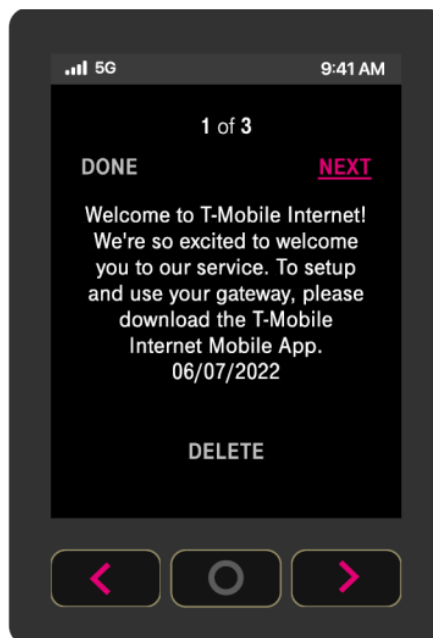 5G 9:41 AM
1 of 3
DONE NEXT
Welcome to T-Mobile Internet!
We're so excited to welcome
you to our service. To setup
and use your gateway, please
download the T-Mobile
Internet Mobile App.
06/07/2022
DELETE